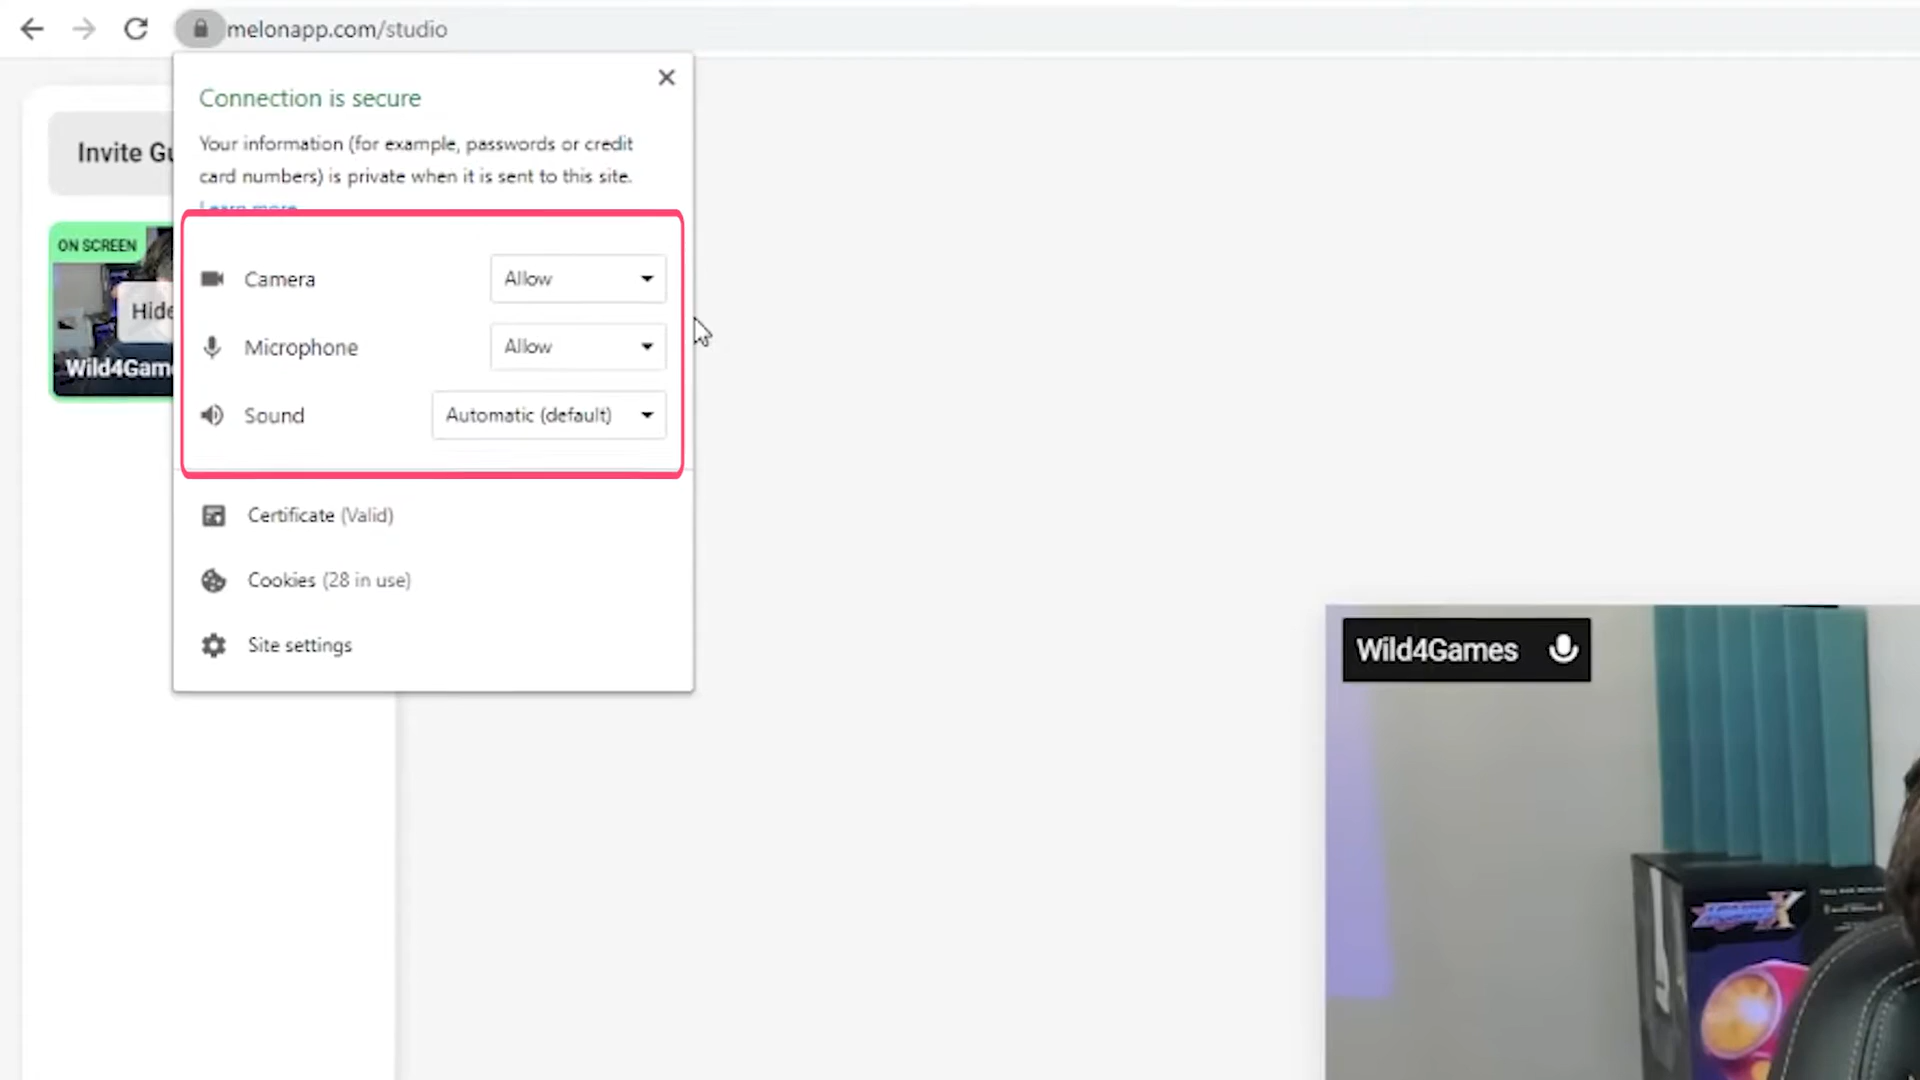 melonapp.com/studio
Connection is secure
Your information (for example, passwords or credit
card numbers) is private when it is sent to this site.
Learn more
Invite Gu
ON SCREEN
Hide
Wild4Gam
Camera
Allow
Microphone
Allow
Sound
Automatic (default)
Certificate (Valid)
Cookies (28 in use)
Site settings
Wild4Games